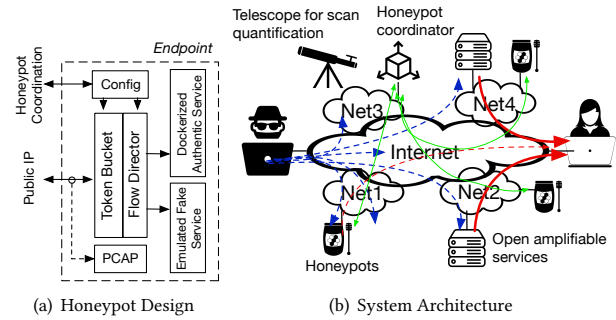 Endpoint
Honeypot
Coordination
Public IP
Config
Token Bucket
Flow Director
Dockerized
Authentic Service
Emulated Fake
Service
PCAP
(a) Honeypot Design
Telescope for scan
quantification
Honeypot
coordinator
Net3
Net4
Internet
Net1
Net2
Honeypots
Open amplifiable
services
(b) System Architecture